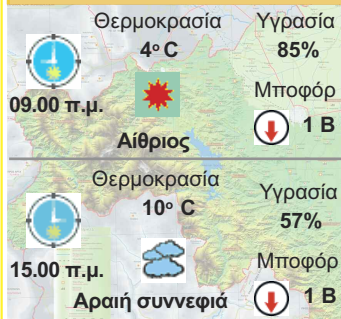 Θερμοκρασία Υγρασία
4ο C 85%
09.00 π.μ. Μποφόρ
1 Β
Αίθριος
Θερμοκρασία Υγρασία
10ο C 57%
15.00 π.μ. Μποφόρ
Αραιή συννεφιά 1 Β